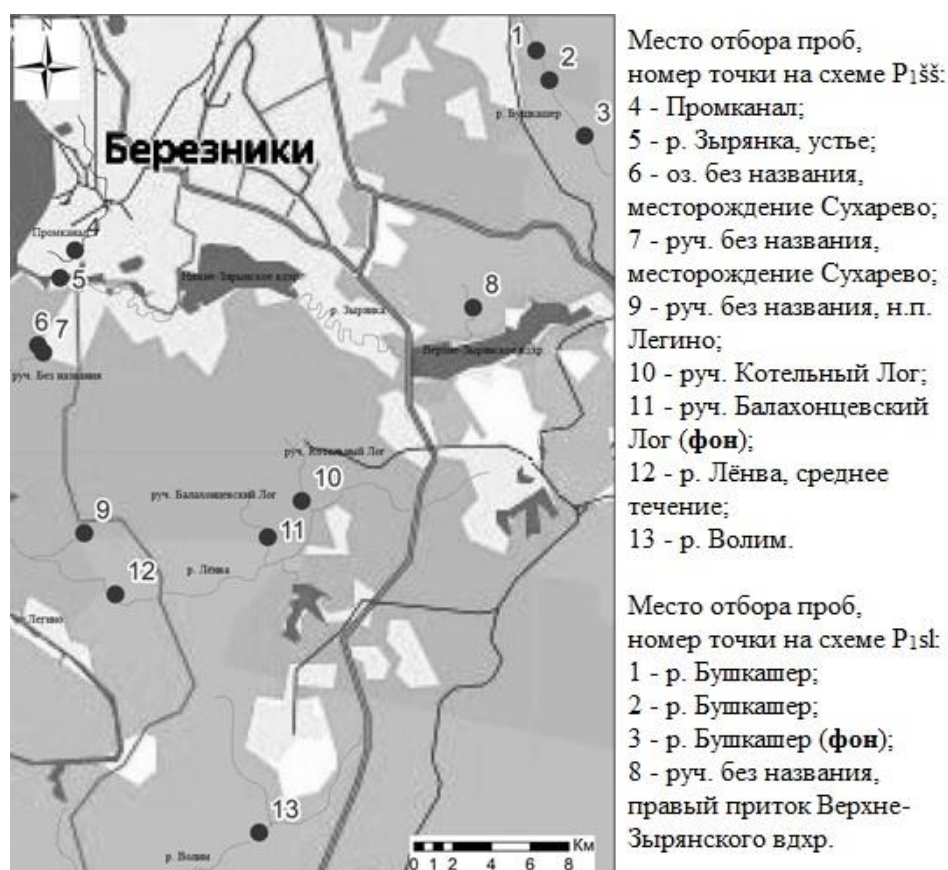 N
1
2
р. Бушкашер
3
Березники
Промканал
4
5
Нижне-Зырянское вдхр.
8
р. Зырянка
6
7
Верхне-Зырянское вдхр.
руч. Без названия
руч. Котельный Лог
руч. Балахонцевский Лог
10
9
11
12
р. Лёнва
Легино
13
р. Волим
Км
0 1 2 4 6 8
Место отбора проб,
номер точки на схеме P1šš:
4 - Промканал;
5 - р. Зырянка, устье;
6 - оз. без названия,
месторождение Сухарево;
7 - руч. без названия,
месторождение Сухарево;
9 - руч. без названия, н.п.
Легино;
10 - руч. Котельный Лог;
11 - руч. Балахонцевский
Лог (фон);
12 - р. Лёнва, среднее
течение;
13 - р. Волим.
Место отбора проб,
номер точки на схеме P1sl:
1 - р. Бушкашер;
2 - р. Бушкашер;
3 - р. Бушкашер (фон);
8 - руч. без названия,
правый приток Верхне-
Зырянского вдхр.